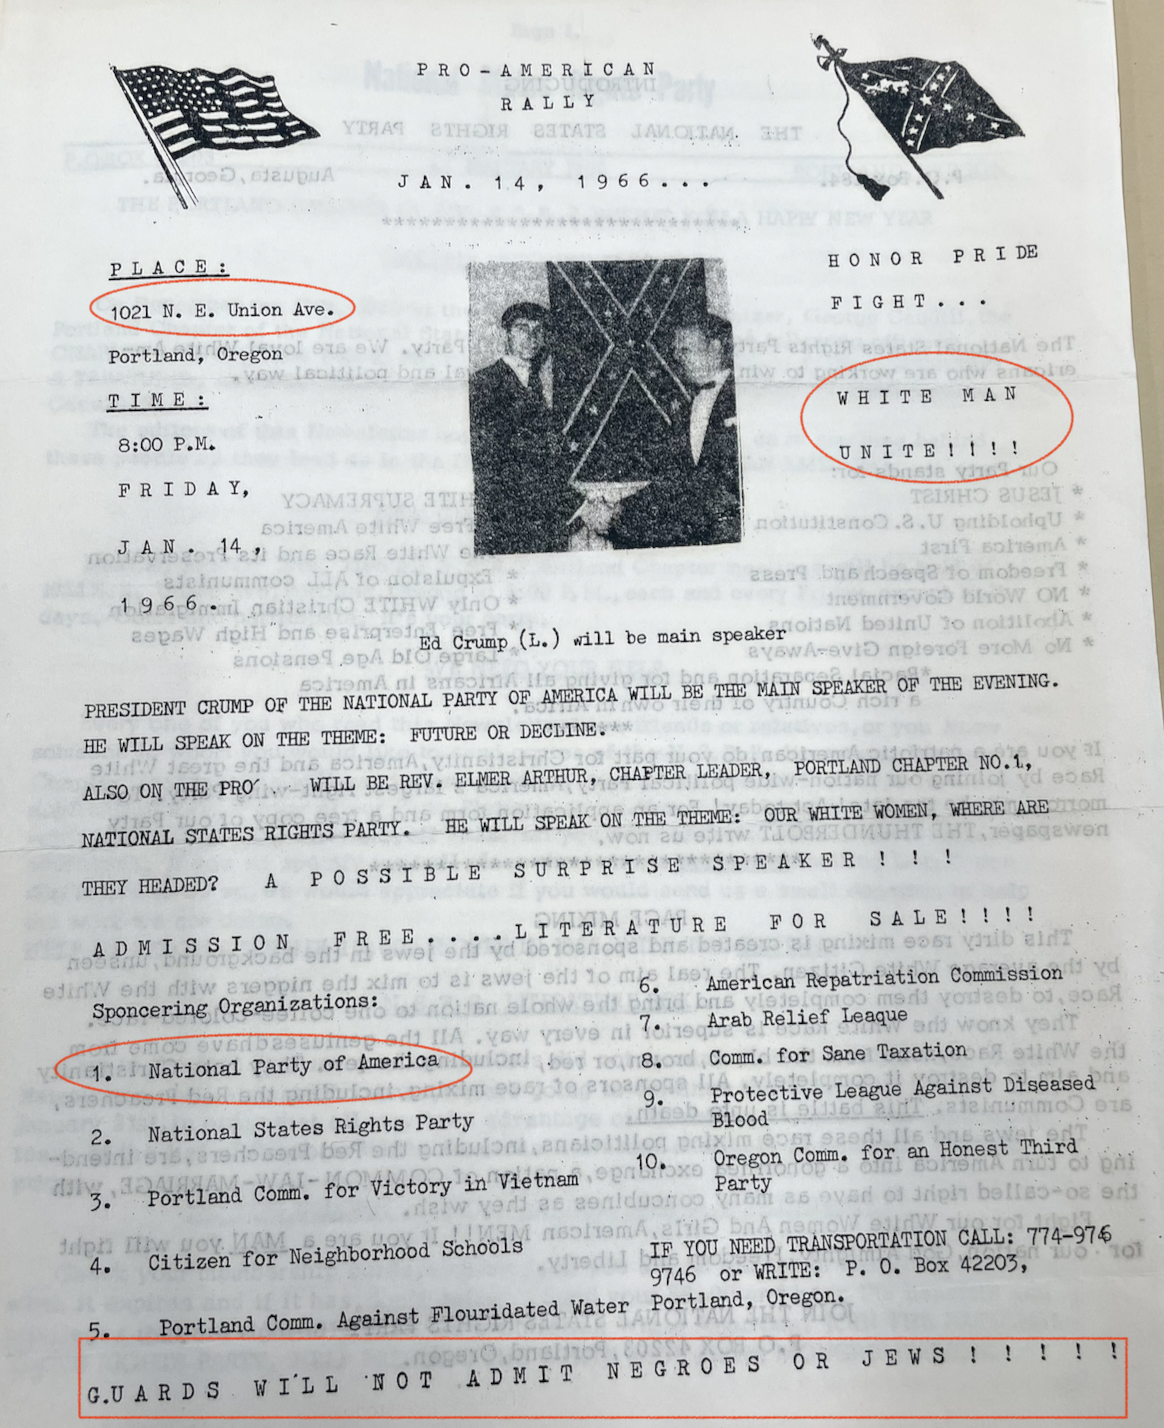 PRO-AMERICAN
RALLY
JAN. 14, 1966...
PLACE:
1021 N. E. Union Ave.
Portland, Oregon
TIME:
8:00 P.M.
FRIDAY,
JAN. 14,
1966.
HONOR PRIDE
FIGHT...
WHITE MAN
UNITE!!!!
Ed Crump (L.) will be main speaker
PRESIDENT CRUMP OF THE NATIONAL PARTY OF AMERICA WILL BE THE MAIN SPEAKER OF THE EVENING.
HE WILL SPEAK ON THE THEME: FUTURE OR DECLINE.
ALSO ON THE PRO WILL BE REV. ELMER ARTHUR, CHAPTER LEADER, PORTLAND CHAPTER NO.1,
NATIONAL STATES RIGHTS PARTY. HE WILL SPEAK ON THE THEME: OUR WHITE WOMEN, WHERE ARE
THEY HEADED? A POSSIBLE SURPRISE SPEAKER ! ! !
ADMISSION FREE....LITERATURE FOR SALE!!!!
Sponcering Organizations:
1. National Party of America
2. National States Rights Party
3. Portland Comm. for Victory in Vietnam
4. Citizen for Neighborhood Schools
5. Portland Comm. Against Flouridated Water
6. American Repatriation Commission
7. Arab Relief Leaque
8. Comm. for Sane Taxation
9. Protective League Against Diseased
Blood
10. Oregon Comm. for an Honest Third
Party
IF YOU NEED TRANSPORTATION CALL: 774-976
9746 or WRITE: P. O. Box 42203,
Portland, Oregon.
GUARDS WILL NOT ADMIT NEGROES OR JEWS!!!!!